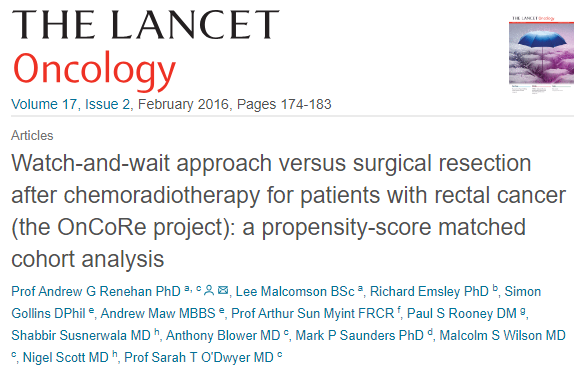 THE LANCET
Oncology
Volume 17, Issue 2, February 2016, Pages 174-183
Articles
Watch-and-wait approach versus surgical resection
after chemoradiotherapy for patients with rectal cancer
(the OnCoRe project): a propensity-score matched
cohort analysis
Prof Andrew G Renehan PhD a, c, Lee Malcomson BSc a, Richard Emsley PhD b, Simon
Gollins DPhil e, Andrew Maw MBBS e, Prof Arthur Sun Myint FRCR f, Paul S Rooney DM g,
Shabbir Susnerwala MD h, Anthony Blower MD c, Mark P Saunders PhD d, Malcolm S Wilson MD
c, Nigel Scott MD h, Prof Sarah T O'Dwyer MD c
THE LANCET Oncology